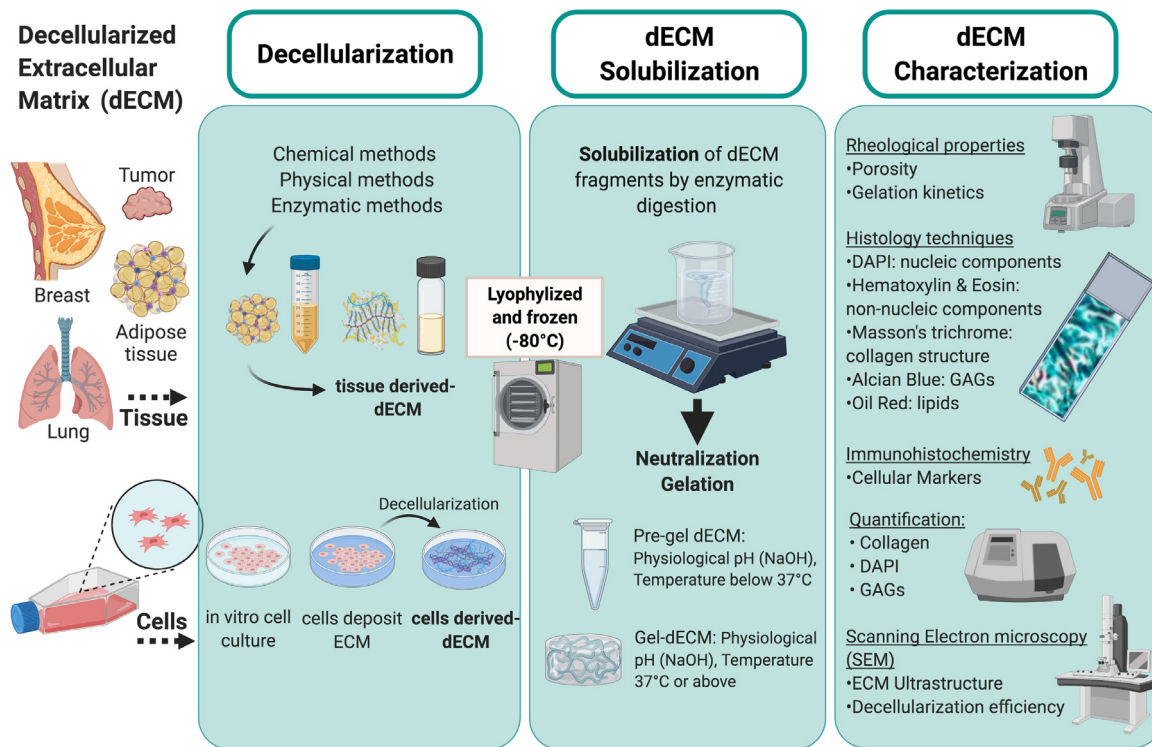 Decellularized
Extracellular
Matrix (dECM)
Tumor
Breast
Adipose
tissue
Lung
Tissue
Cells
Decellularization
Chemical methods
Physical methods
Enzymatic methods
tissue derived-
dECM
Lyophylized
and frozen
(-80°C)
Decellularization
in vitro cell
culture
cells deposit
ECM
cells derived-
dECM
dECM
Solubilization
Solubilization of dECM
fragments by enzymatic
digestion
Neutralization
Gelation
Pre-gel dECM:
Physiological pH (NaOH),
Temperature below 37°C
Gel-dECM: Physiological
pH (NaOH), Temperature
37°C or above
dECM
Characterization
Rheological properties
•Porosity
•Gelation kinetics
Histology techniques
•DAPI: nucleic components
•Hematoxylin & Eosin:
non-nucleic components
•Masson's trichrome:
collagen structure
•Alcian Blue: GAGs
•Oil Red: lipids
Immunohistochemistry
•Cellular Markers
Quantification:
• Collagen
• DAPI
• GAGs
Scanning Electron microscopy
(SEM)
•ECM Ultrastructure
•Decellularization efficiency